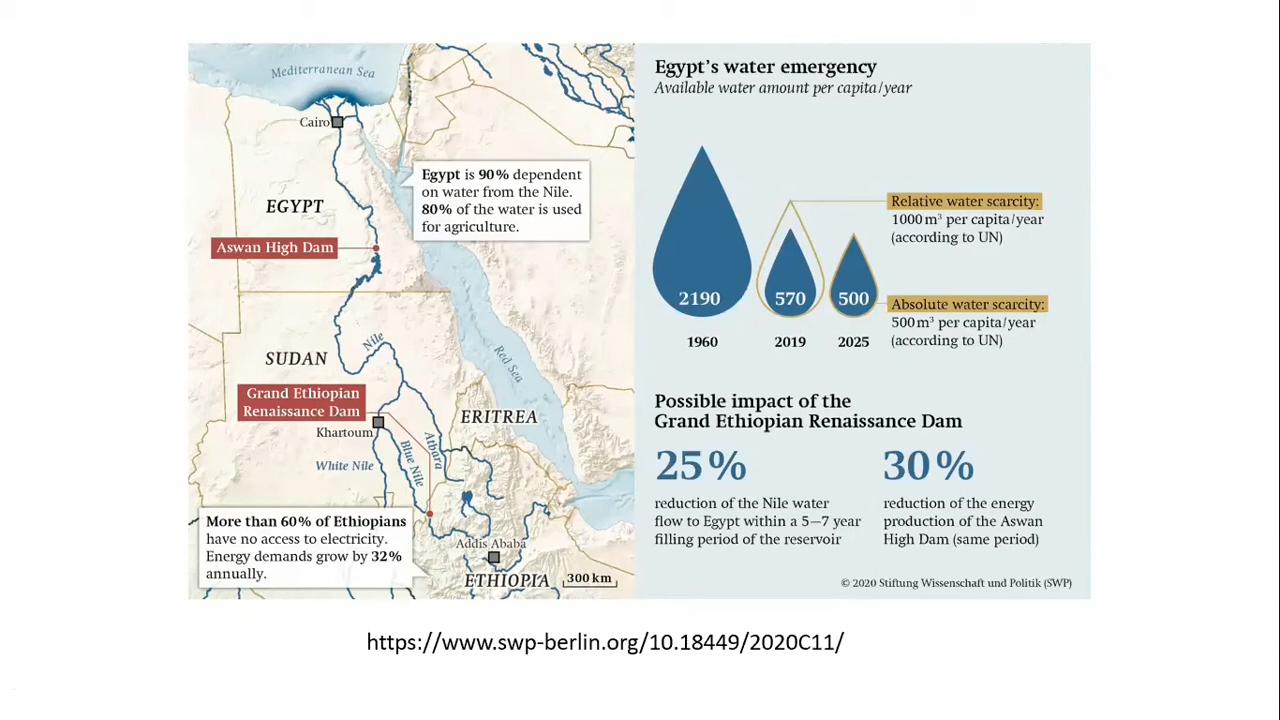 Mediterranean Sea
Cairo
Egypt is 90% dependent
on water from the Nile.
80% of the water is used
for agriculture.
EGYPT
Aswan High Dam
Nile
Red Sea
SUDAN
Grand Ethiopian
Renaissance Dam
ERITREA
Khartoum
Atbara
Blue Nile
White Nile
More than 60% of Ethiopians
have no access to electricity.
Energy demands grow by 32%
annually.
Addis Ababa
ETHIOPIA
300 km
Egypt’s water emergency
Available water amount per capita/year
Relative water scarcity:
1000 m³ per capita/year
(according to UN)
2190
570
500
Absolute water scarcity:
500 m³ per capita/year
(according to UN)
1960
2019
2025
Possible impact of the
Grand Ethiopian Renaissance Dam
25%
reduction of the Nile water
flow to Egypt within a 5–7 year
filling period of the reservoir
30%
reduction of the energy
production of the Aswan
High Dam (same period)
© 2020 Stiftung Wissenschaft und Politik (SWP)
https://www.swp-berlin.org/10.18449/2020C11/